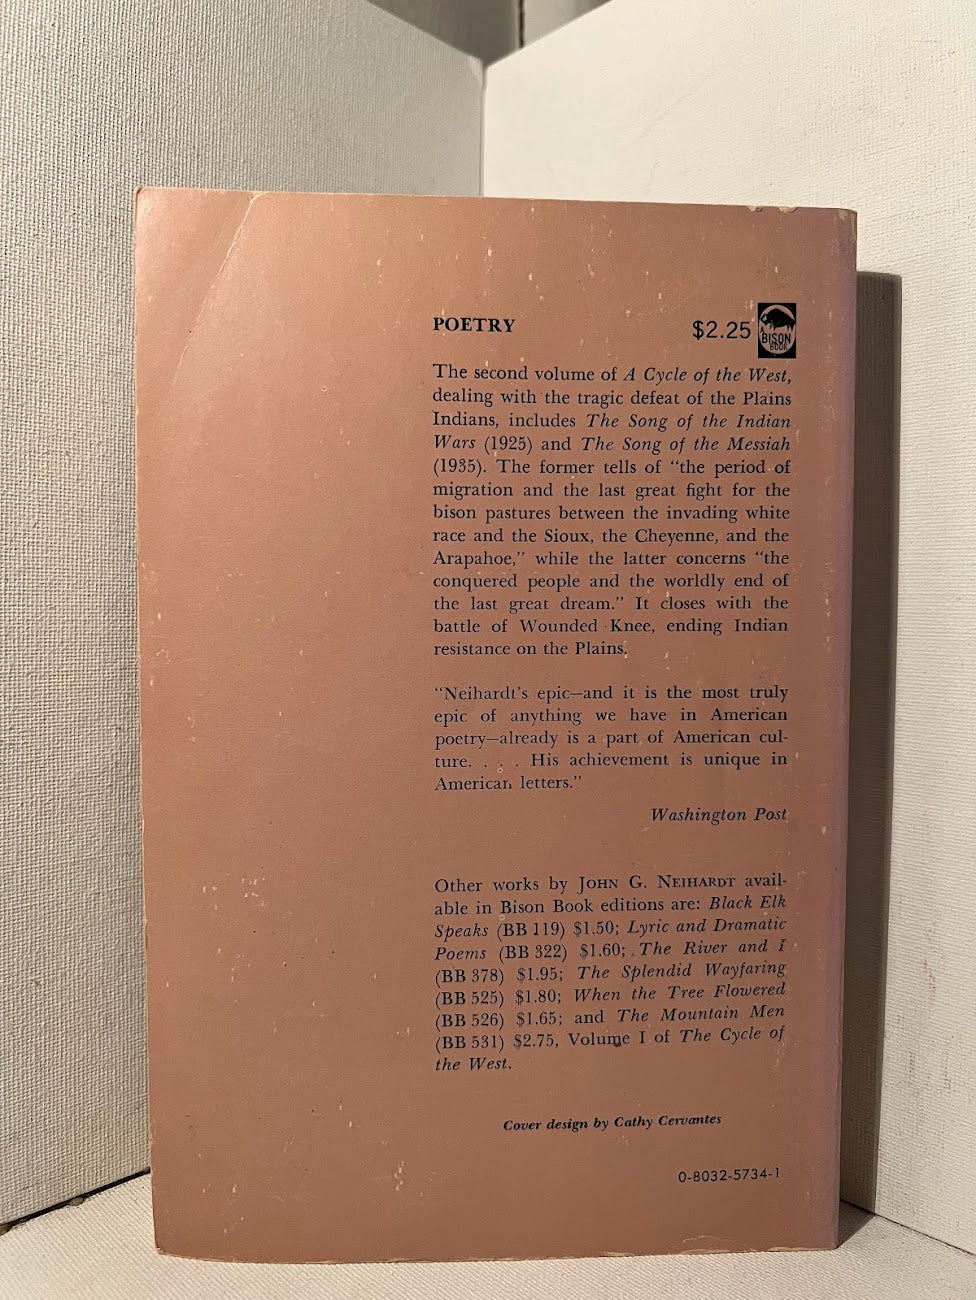 POETRY
$2.25
A
BISON
BOOK
The second volume of A Cycle of the West,
dealing with the tragic defeat of the Plains
Indians, includes The Song of the Indian
Wars (1925) and The Song of the Messiah
(1935). The former tells of “the period of
migration and the last great fight for the
bison pastures between the invading white
race and the Sioux, the Cheyenne, and the
Arapahoe,” while the latter concerns “the
conquered people and the worldly end of
the last great dream.” It closes with the
battle of Wounded Knee, ending Indian
resistance on the Plains.
“Neihardt’s epic—and it is the most truly
epic of anything we have in American
poetry—already is a part of American cul-
ture. . . . His achievement is unique in
American letters.”
Washington Post
Other works by JOHN G. NEIHARDT avail-
able in Bison Book editions are: Black Elk
Speaks (BB 119) $1.50; Lyric and Dramatic
Poems (BB 322) $1.60; The River and I
(BB 378) $1.95; The Splendid Wayfaring
(BB 525) $1.80; When the Tree Flowered
(BB 526) $1.65; and The Mountain Men
(BB 531) $2.75, Volume I of The Cycle of
the West.
Cover design by Cathy Cervantes
0-8032-5734-1